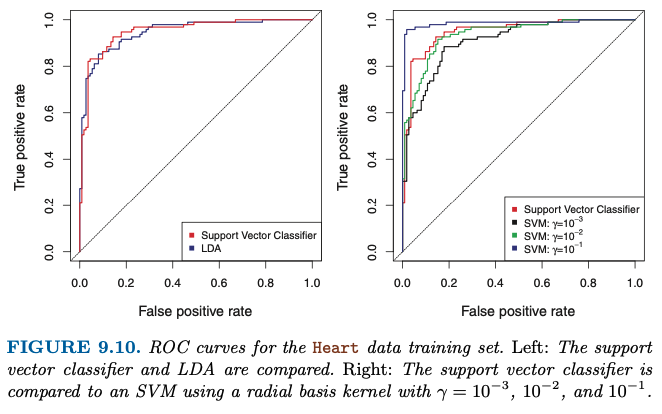 1.0
0.8
0.6
0.4
0.2
0.0
True positive rate
Support Vector Classifier
LDA
0.0 0.2 0.4 0.6 0.8 1.0
False positive rate
1.0
0.8
0.6
0.4
0.2
0.0
True positive rate
Support Vector Classifier
SVM: γ=10⁻³
SVM: γ=10⁻²
SVM: γ=10⁻¹
0.0 0.2 0.4 0.6 0.8 1.0
False positive rate
FIGURE 9.10. ROC curves for the Heart data training set. Left: The support
vector classifier and LDA are compared. Right: The support vector classifier is
compared to an SVM using a radial basis kernel with γ = 10⁻³, 10⁻², and 10⁻¹.